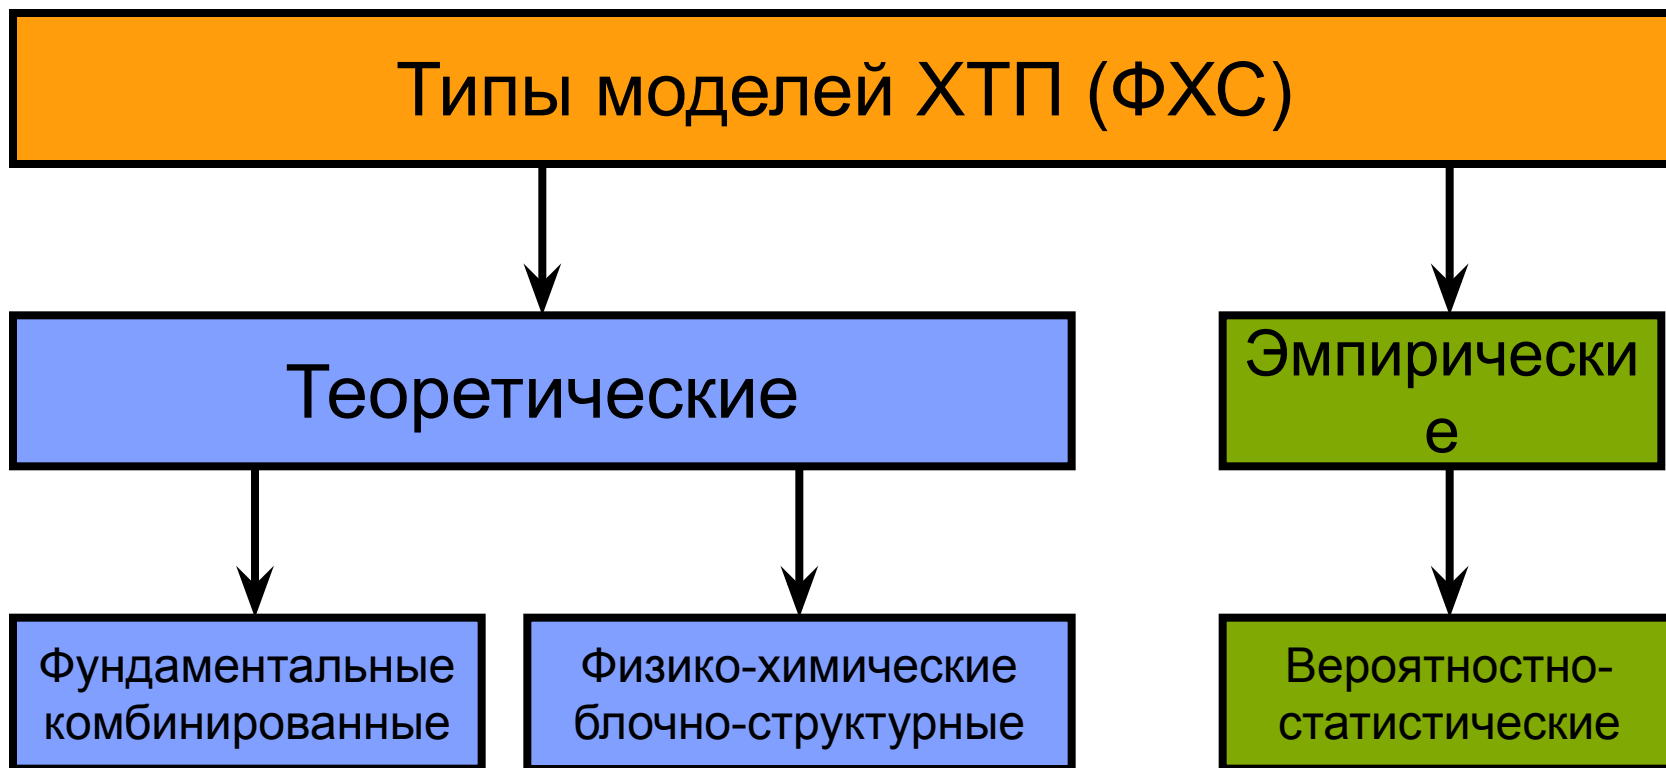 Типы моделей ХТП (ФХС)
Теоретические
Эмпирически
е
Фундаментальные
комбинированные
Физико-химические
блочно-структурные
Вероятностно-
статистические